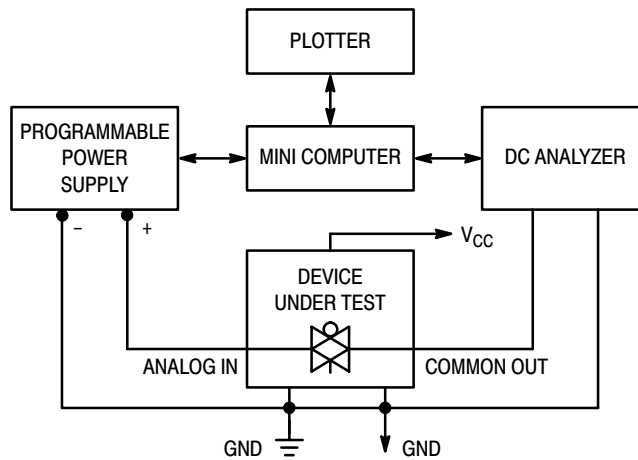 PLOTTER
PROGRAMMABLE
POWER
SUPPLY
MINI COMPUTER
DC ANALYZER
− +
VCC
DEVICE
UNDER TEST
ANALOG IN
COMMON OUT
GND
GND